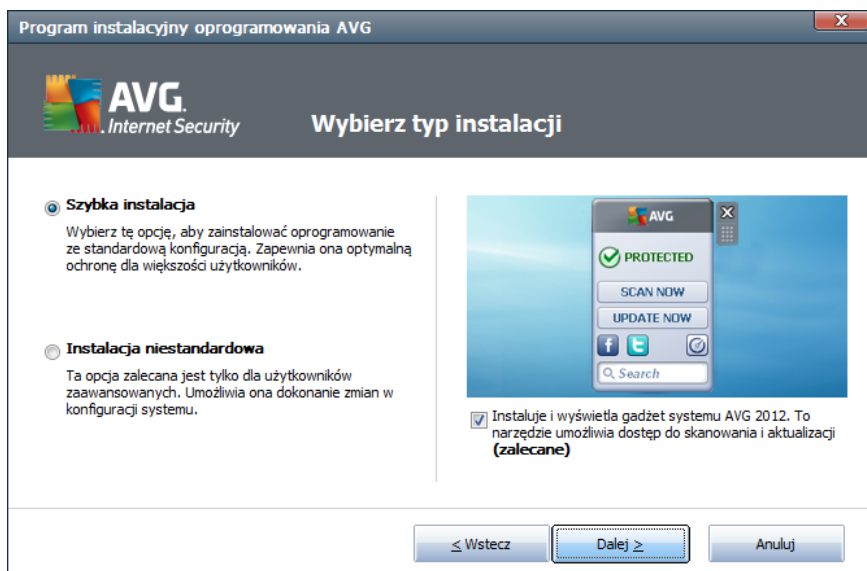 Program instalacyjny oprogramowania AVG
AVG.
Internet Security
Wybierz typ instalacji
Szybka instalacja
Wybierz tę opcję, aby zainstalować oprogramowanie
ze standardową konfiguracją. Zapewnia ona optymalną
ochronę dla większości użytkowników.
Instalacja niestandardowa
Ta opcja zalecana jest tylko dla użytkowników
zaawansowanych. Umożliwia ona dokonanie zmian w
konfiguracji systemu.
AVG
PROTECTED
SCAN NOW
UPDATE NOW
f t
Search
Instaluje i wyświetla gadżet systemu AVG 2012. To
narzędzie umożliwia dostęp do skanowania i aktualizacji
(zalecane)
< Wstecz
Dalej >
Anuluj